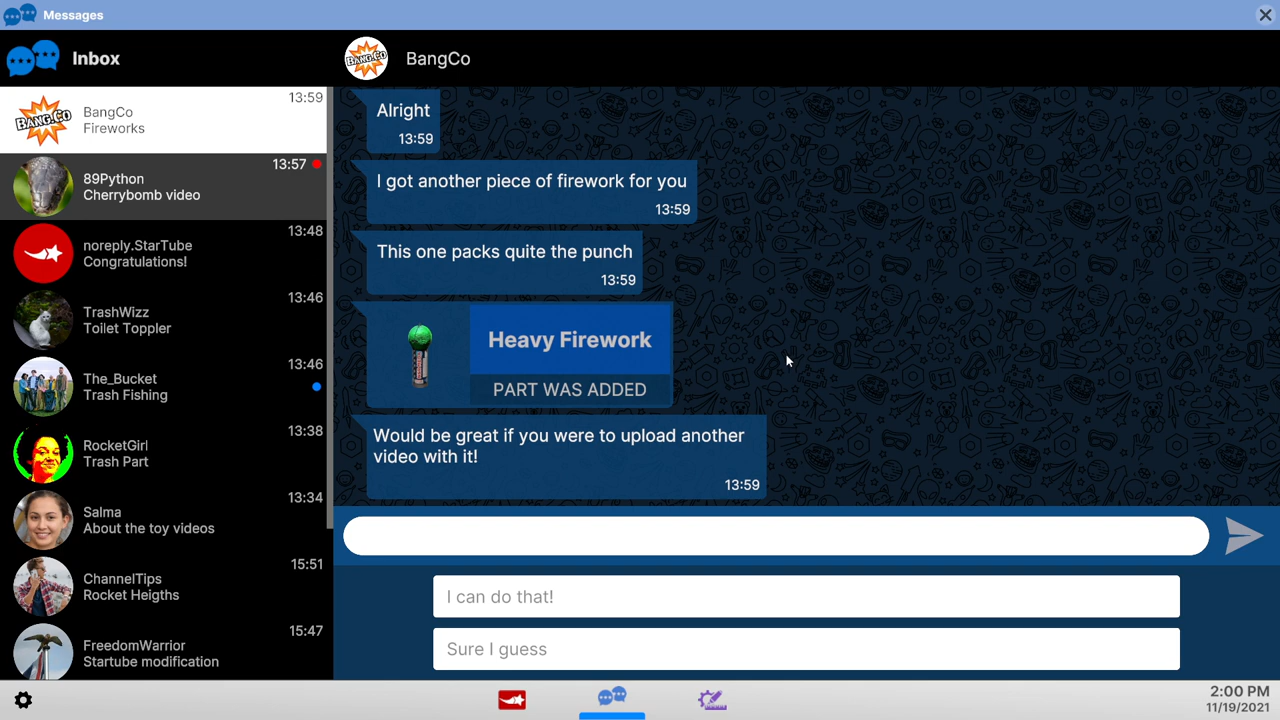 Messages
Inbox
BangCo
BANG.CO
13:59
BangCo
Fireworks
BANG.CO
13:57
89Python
Cherrybomb video
13:48
noreply.StarTube
Congratulations!
13:46
TrashWizz
Toilet Toppler
13:46
The_Bucket
Trash Fishing
13:38
RocketGirl
Trash Part
13:34
Salma
About the toy videos
15:51
ChannelTips
Rocket Heigths
15:47
FreedomWarrior
Startube modification
Alright
13:59
I got another piece of firework for you
13:59
This one packs quite the punch
13:59
Heavy Firework
PART WAS ADDED
Would be great if you were to upload another
video with it!
13:59
I can do that!
Sure I guess
2:00 PM
11/19/2021